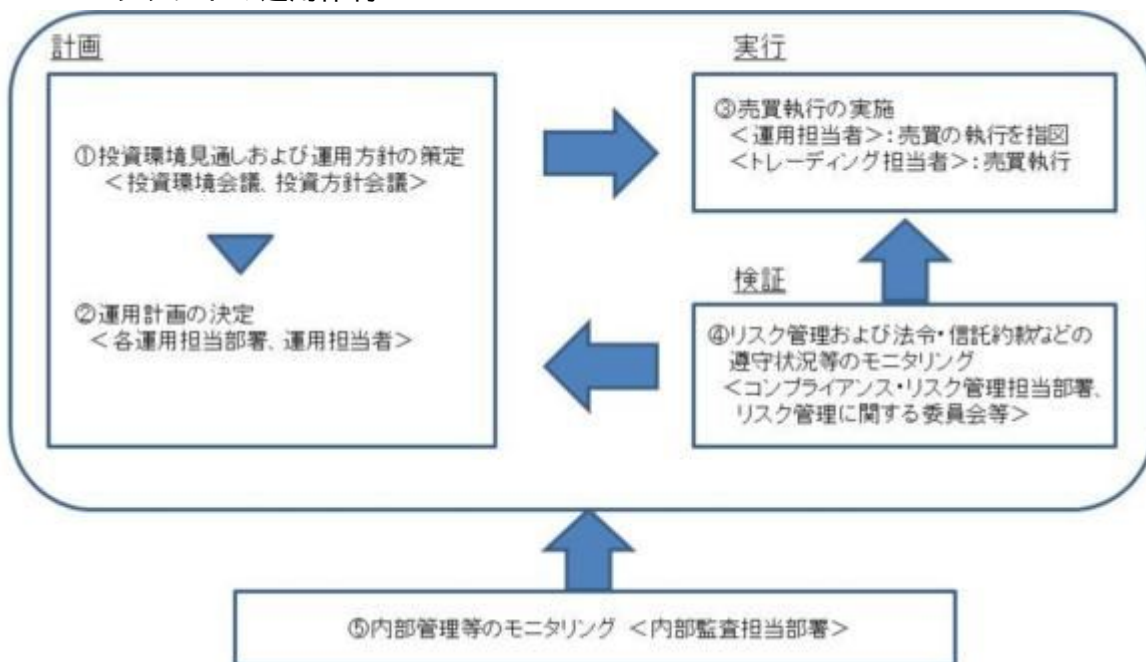 計画
①投資環境見通しおよび運用方針の策定
<投資環境会議、投資方針会議>
②運用計画の決定
<各運用担当部署、運用担当者>
実行
③売買執行の実施
<運用担当者>:売買の執行を指図
<トレーディング担当者>:売買執行
検証
④リスク管理および法令・信託約款などの
遵守状況等のモニタリング
<コンプライアンス・リスク管理担当部署、
リスク管理に関する委員会等>
⑤内部管理等のモニタリング <内部監査担当部署>